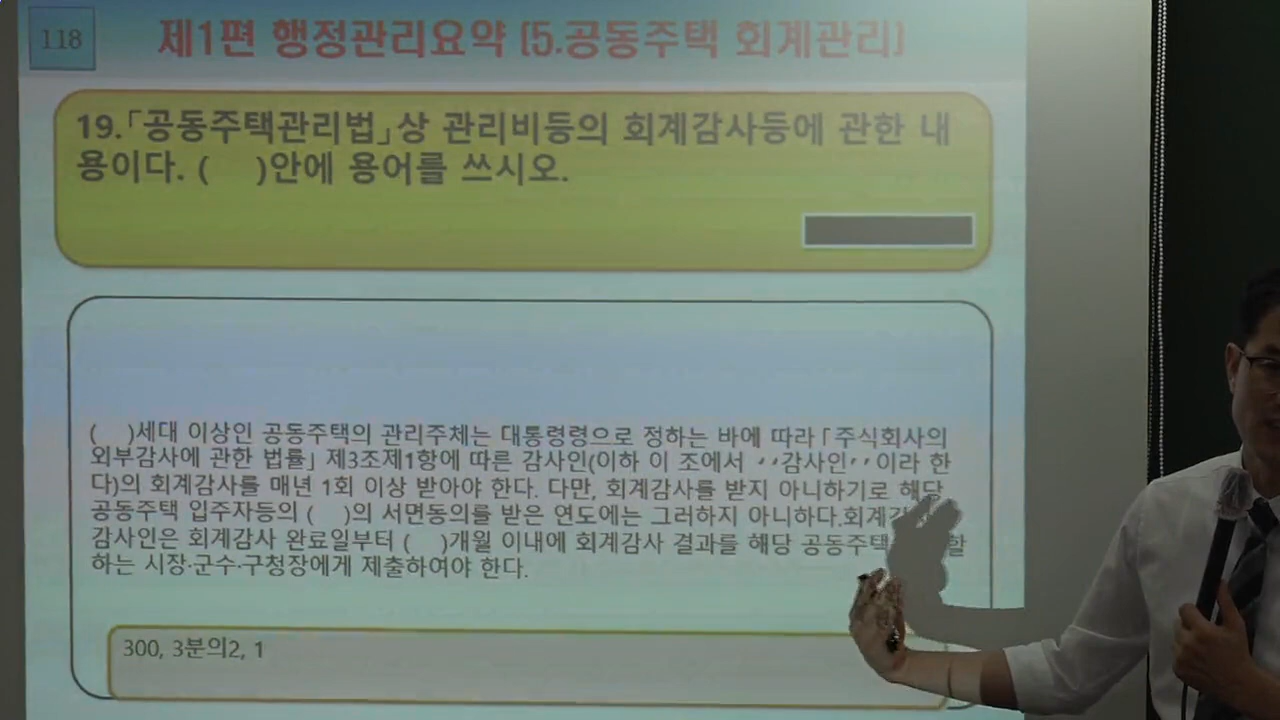 118
제1편 행정관리요약 [5.공동주택 회계관리]
19.「공동주택관리법」상 관리비등의 회계감사등에 관한 내
용이다. ( )안에 용어를 쓰시오.
( )세대 이상인 공동주택의 관리주체는 대통령령으로 정하는 바에 따라 「주식회사의
외부감사에 관한 법률」 제3조제1항에 따른 감사인(이하 이 조에서 ‘‘감사인’’이라 한
다)의 회계감사를 매년 1회 이상 받아야 한다. 다만, 회계감사를 받지 아니하기로 해당
공동주택 입주자등의 ( )의 서면동의를 받은 연도에는 그러하지 아니하다.
감사인은 회계감사 완료일부터 ( )개월 이내에 회계감사 결과를 해당 공동주택 할
하는 시장·군수·구청장에게 제출하여야 한다.
300, 3분의2, 1